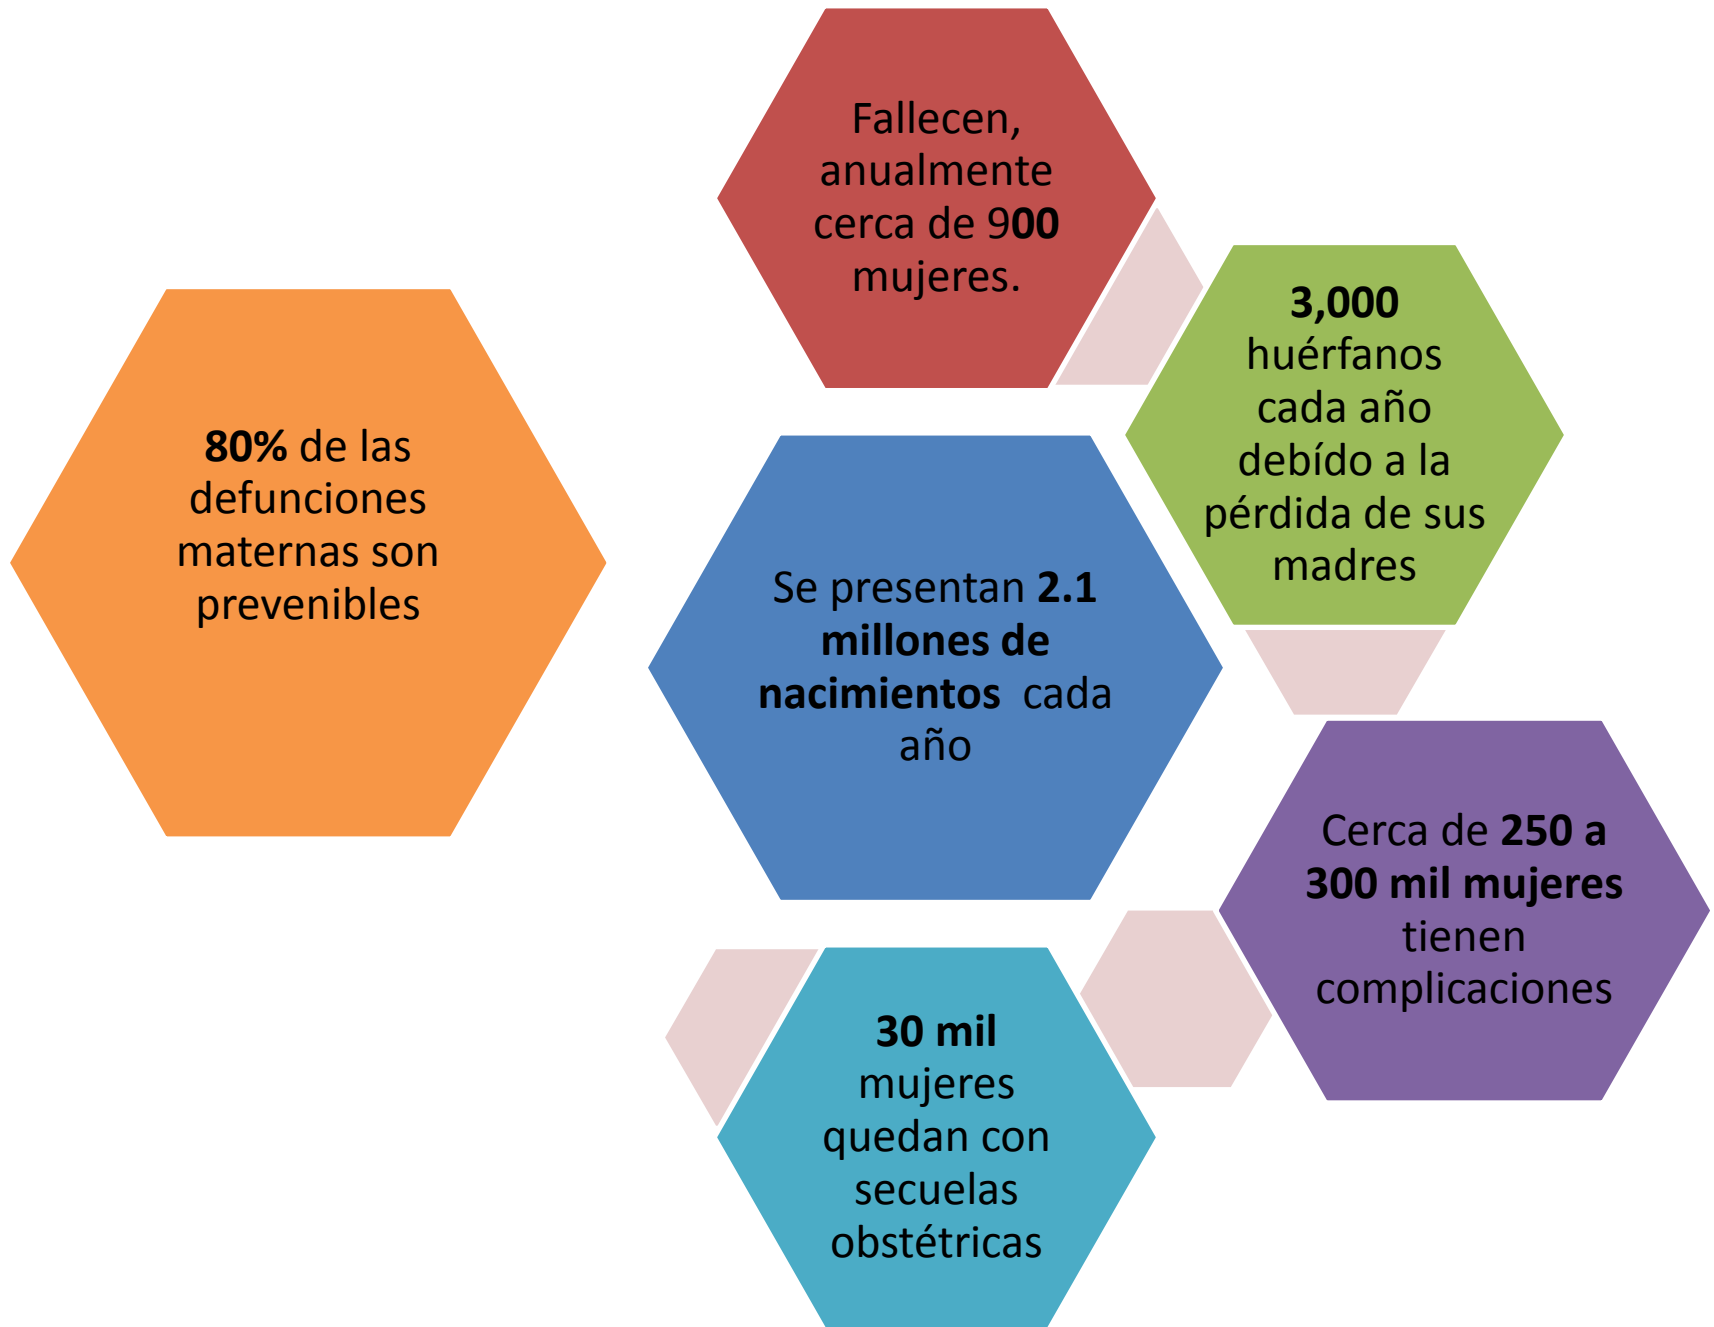 Fallecen,
anualmente
cerca de 900
mujeres.
3,000
huérfanos
cada año
debído a la
pérdida de sus
madres
80% de las
defunciones
maternas son
prevenibles
Se presentan 2.1
millones de
nacimientos cada
año
Cerca de 250 a
300 mil mujeres
tienen
complicaciones
30 mil
mujeres
quedan con
secuelas
obstétricas